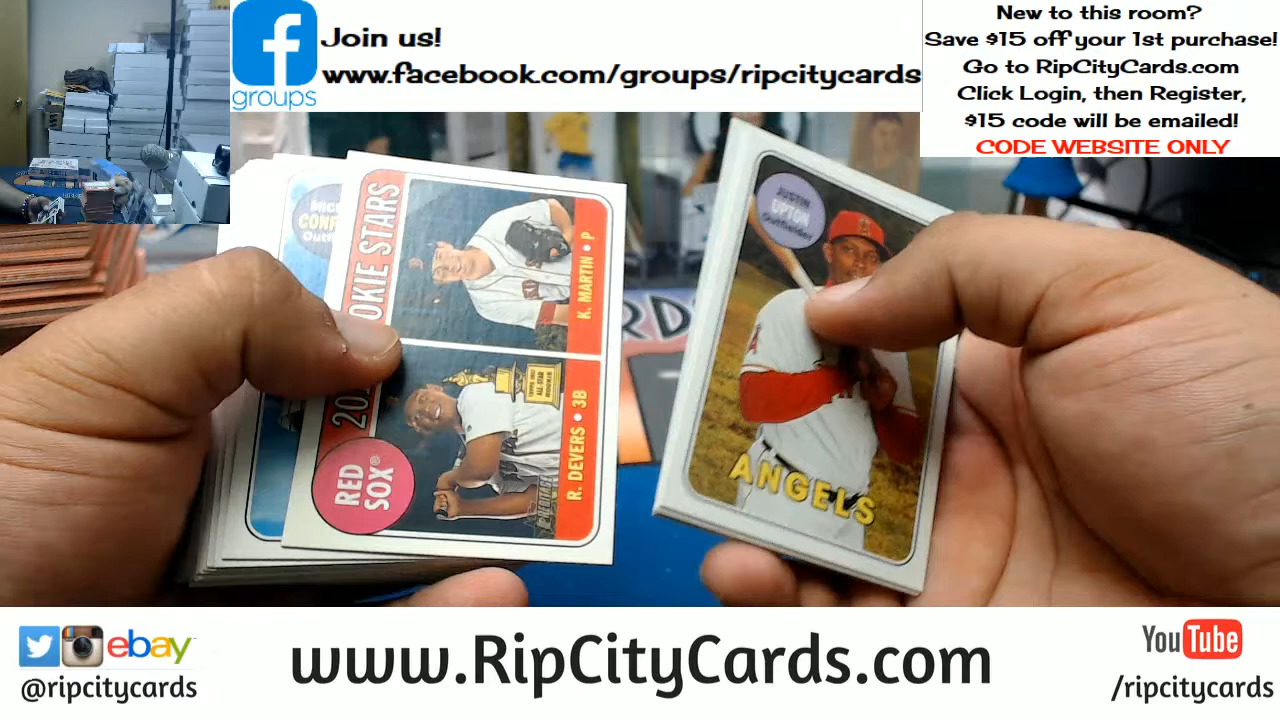 Join us!
www.facebook.com/groups/ripcitycards
groups
New to this room?
Save $15 off your 1st purchase!
Go to RipCityCards.com
Click Login, then Register,
$15 code will be emailed!
CODE WEBSITE ONLY
RED
SOX®
R. DEVERS • 3B
K. MARTIN • P
JUSTIN
UPTON
Outfielder
ANGELS
ebay
@ripcitycards
www.RipCityCards.com
YouTube
/ripcitycards